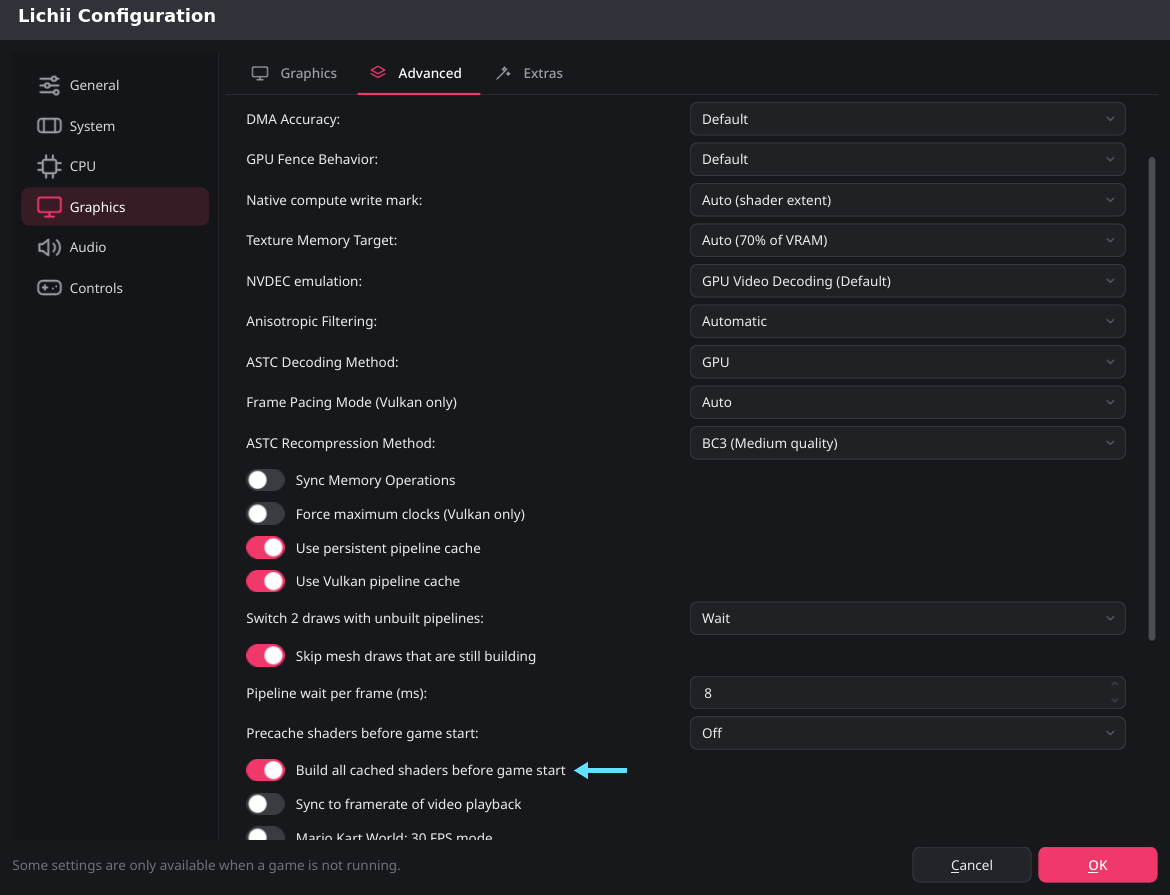 Lichii Configuration
General
System
CPU
Graphics
Audio
Controls
Graphics Advanced Extras
DMA Accuracy: Default
GPU Fence Behavior: Default
Native compute write mark: Auto (shader extent)
Texture Memory Target: Auto (70% of VRAM)
NVDEC emulation: GPU Video Decoding (Default)
Anisotropic Filtering: Automatic
ASTC Decoding Method: GPU
Frame Pacing Mode (Vulkan only) Auto
ASTC Recompression Method: BC3 (Medium quality)
Sync Memory Operations
Force maximum clocks (Vulkan only)
Use persistent pipeline cache
Use Vulkan pipeline cache
Switch 2 draws with unbuilt pipelines: Wait
Skip mesh draws that are still building
Pipeline wait per frame (ms): 8
Precache shaders before game start: Off
Build all cached shaders before game start
Sync to framerate of video playback
Mario Kart World: 30 FPS mode
Some settings are only available when a game is not running.
Cancel OK